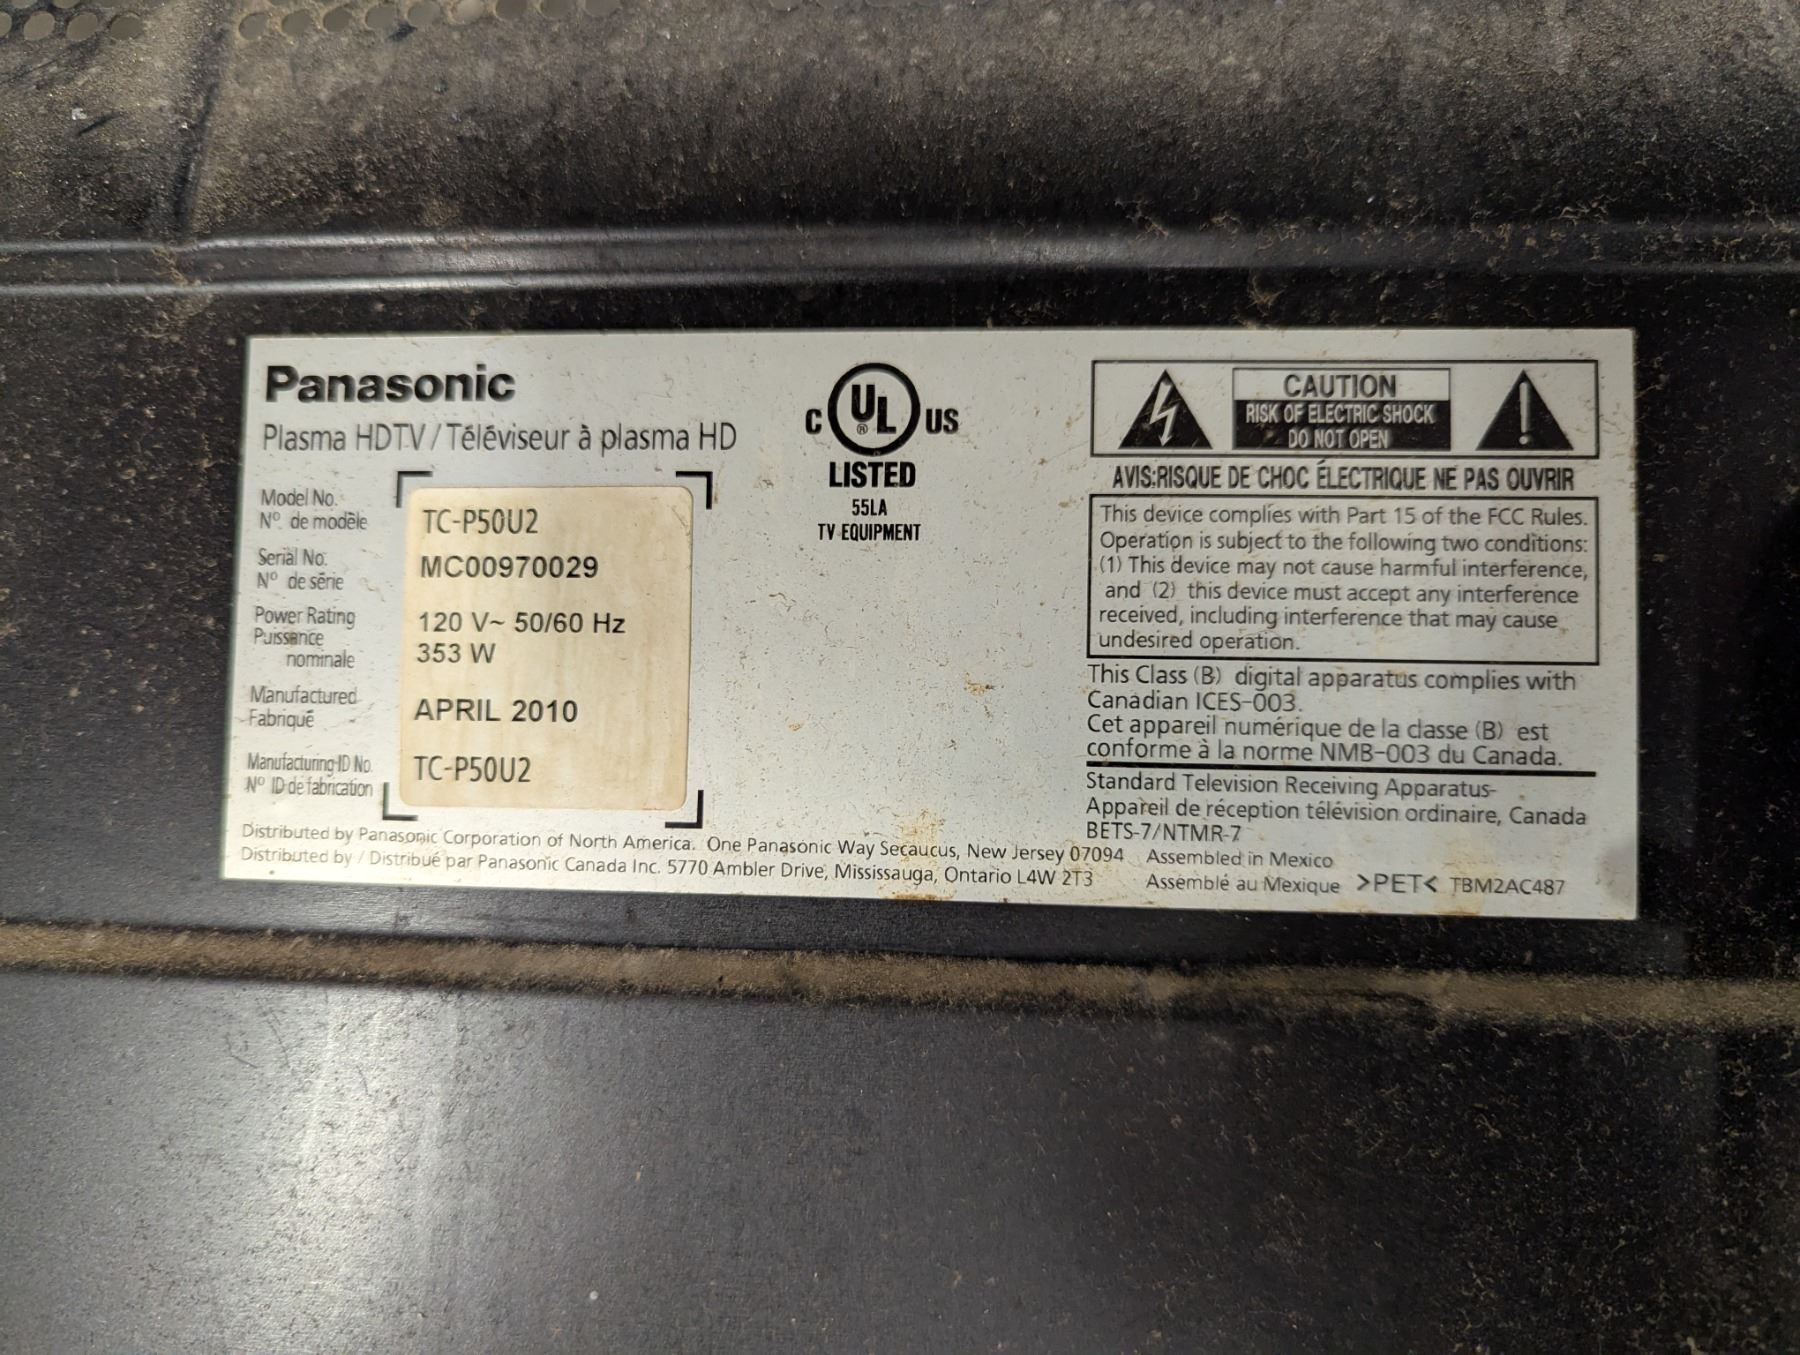 Panasonic
Plasma HDTV / Téléviseur à plasma HD
Model No.
Nº. de modèle
TC-P50U2
Serial No.
Nº de série
MC00970029
Power Rating
Puissance
nominale
120 V~ 50/60 Hz
353 W
Manufactured
Fabriqué
APRIL 2010
Manufacturing ID No.
Nº ID de fabrication
TC-P50U2
C UL ® US
LISTED
55LA
TV EQUIPMENT
CAUTION
RISK OF ELECTRIC SHOCK
DO NOT OPEN
AVIS:RISQUE DE CHOC ÉLECTRIQUE NE PAS OUVRIR
This device complies with Part 15 of the FCC Rules.
Operation is subject to the following two conditions:
(1) This device may not cause harmful interference,
and (2) this device must accept any interference
received, including interference that may cause
undesired operation.
This Class (B) digital apparatus complies with
Canadian ICES-003.
Cet appareil numérique de la classe (B) est
conforme à la norme NMB-003 du Canada.
Standard Television Receiving Apparatus-
Appareil de réception télévision ordinaire, Canada
BETS-7/NTMR-7
Distributed by Panasonic Corporation of North America. One Panasonic Way Secaucus, New Jersey 07094
Distributed by / Distribué par Panasonic Canada Inc. 5770 Ambler Drive, Mississauga, Ontario L4W 2T3
Assembled in Mexico
Assemblé au Mexique >PET< TBM2AC487